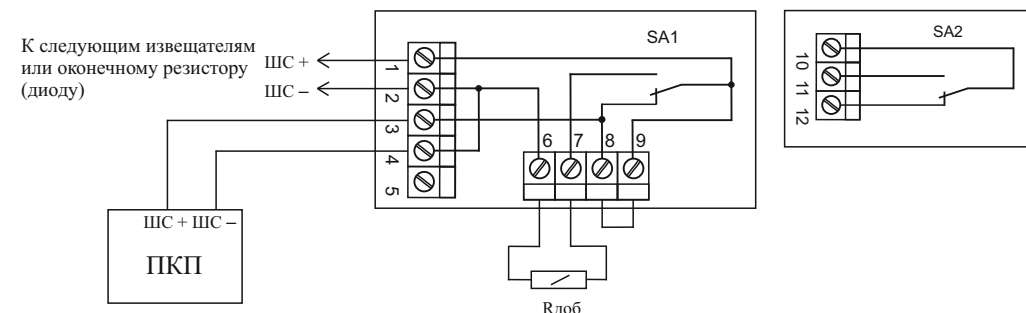 К следующим извещателям
или оконечному резистору
(диоду)
ШС +
ШС –
1
2
3
4
5
SA1
6 7 8 9
SA2
10
11
12
ШС + ШС –
ПКП
Rдоб